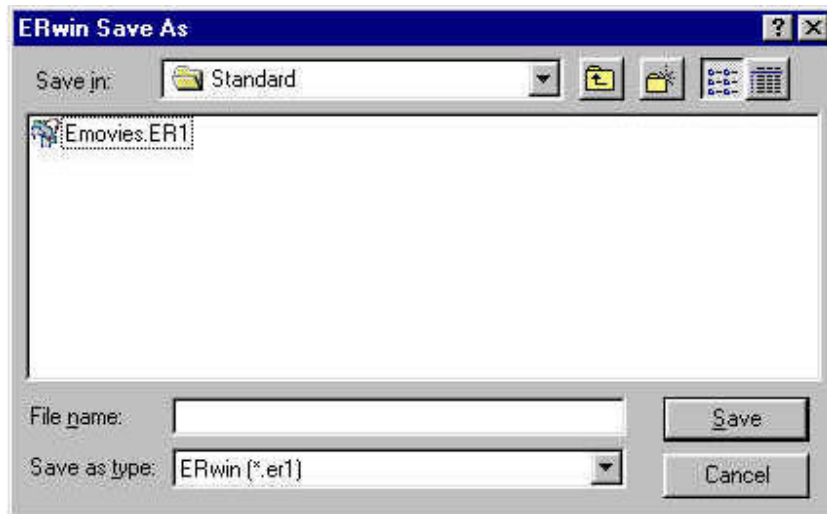 ERwin Save As
Save in: Standard
Emovies.ER1
File name:
Save
Save as type: ERwin (*.er1)
Cancel